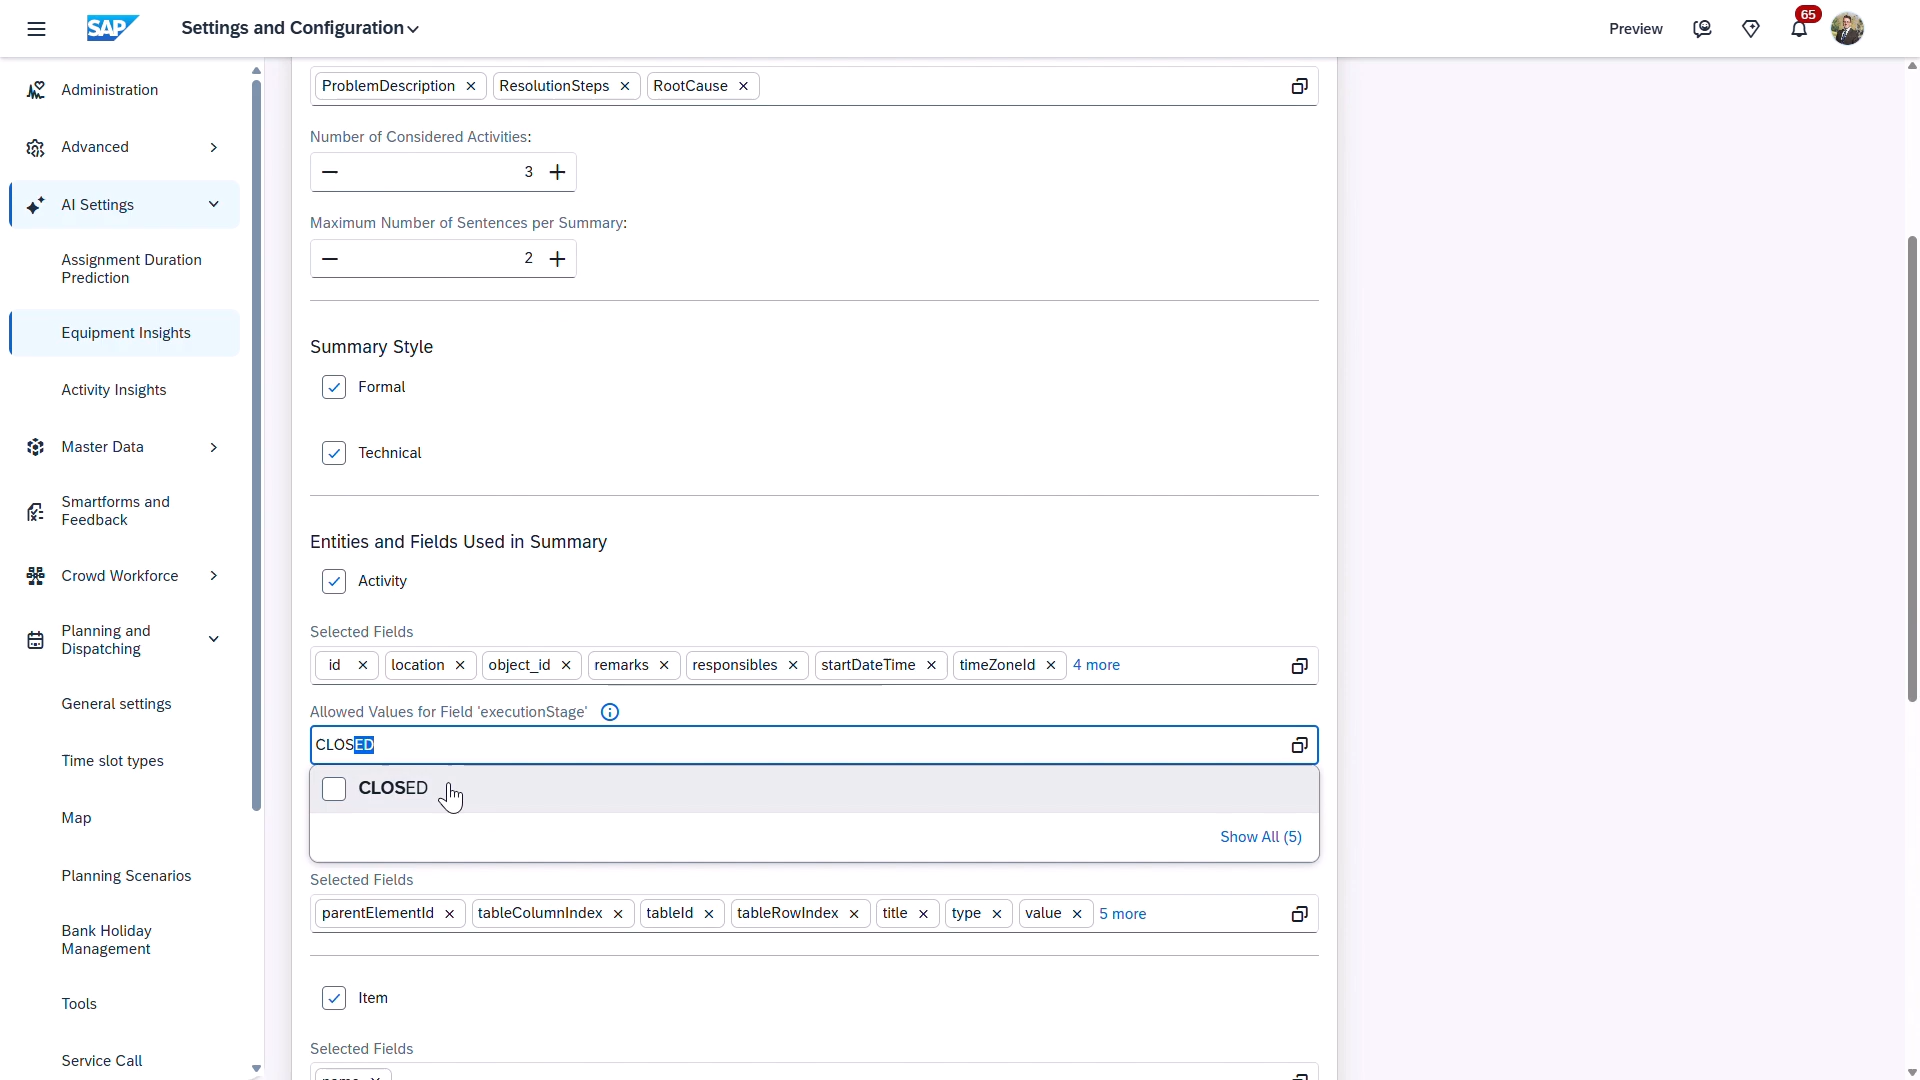 SAP
Settings and Configuration
Preview
65
Administration
Advanced
AI Settings
Assignment Duration
Prediction
Equipment Insights
Activity Insights
Master Data
Smartforms and
Feedback
Crowd Workforce
Planning and
Dispatching
General settings
Time slot types
Map
Planning Scenarios
Bank Holiday
Management
Tools
Service Call
ProblemDescription ResolutionSteps RootCause
Number of Considered Activities:
3
Maximum Number of Sentences per Summary:
2
Summary Style
Formal
Technical
Entities and Fields Used in Summary
Activity
Selected Fields
id location object_id remarks responsibles startDateTime timeZoneId 4 more
Allowed Values for Field 'executionStage'
CLOSED
CLOSED
Show All (5)
Selected Fields
parentElementId tableColumnIndex tableId tableRowIndex title type value 5 more
Item
Selected Fields